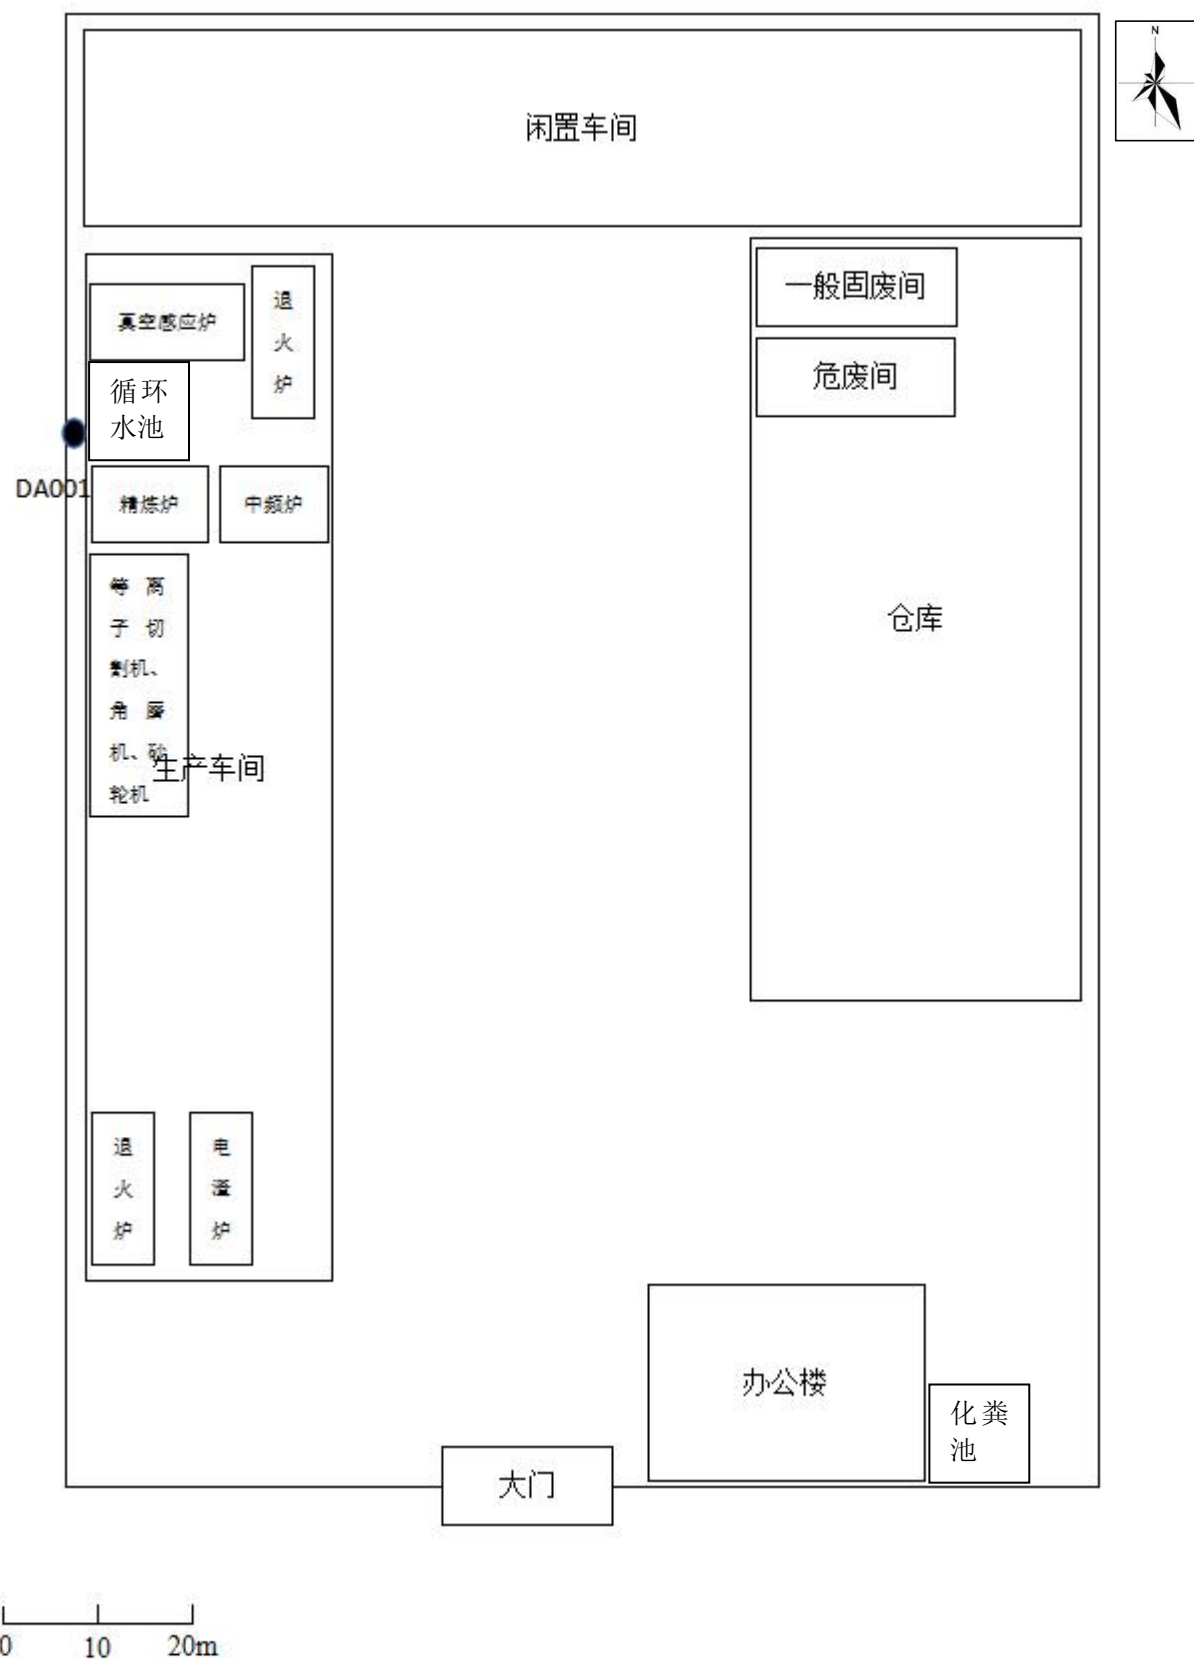 N
闲置车间
一般固废间
退
火
炉
真空感应炉
危废间
循环
水池
DA001
精炼炉
中频炉
等离
子切
割机、
角磨
机、砂
轮机
仓库
生产车间
退
火
炉
电
渣
炉
办公楼
化粪
池
大门
0
10
20m